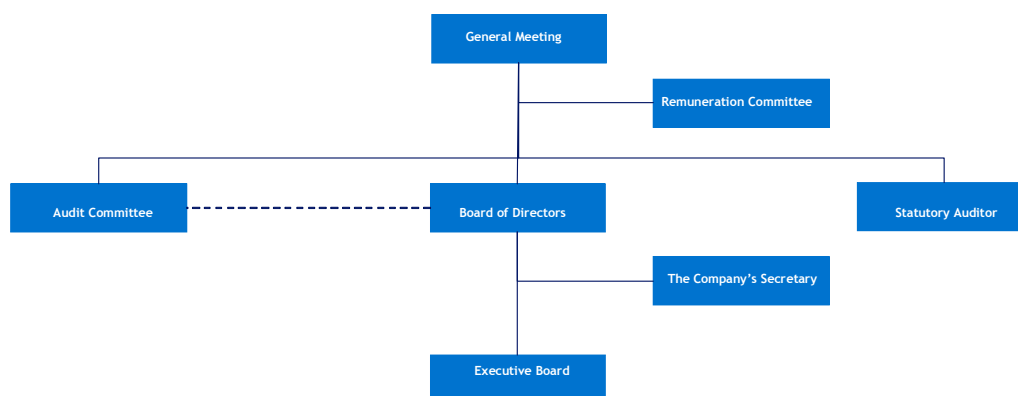 General Meeting
Remuneration Committee
Audit Committee
Board of Directors
Statutory Auditor
The Company’s Secretary
Executive Board